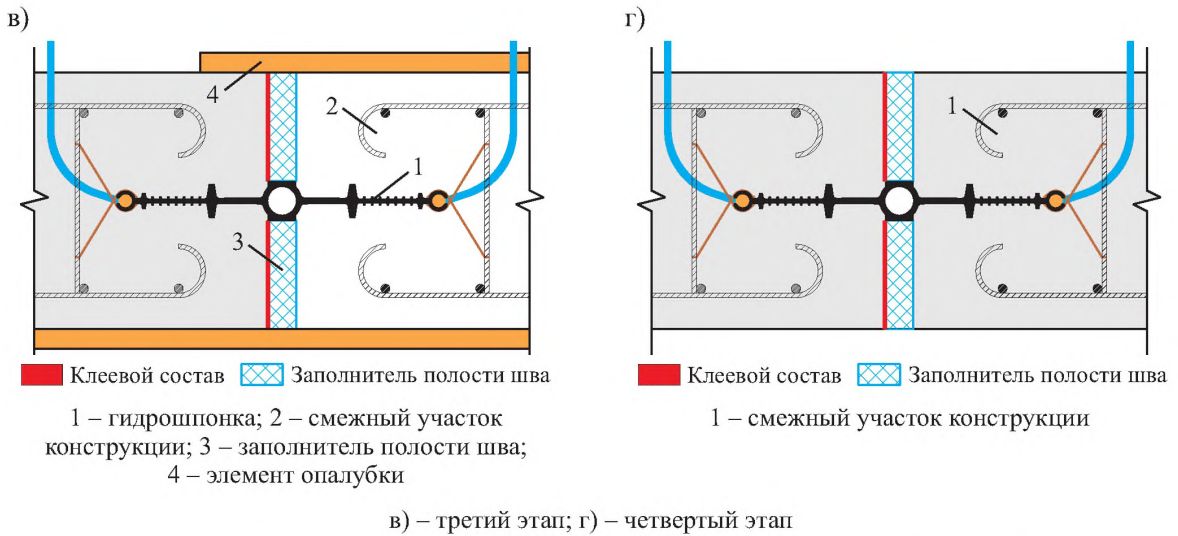 в)
4
2
1
3
Клеевой состав
Заполнитель полости шва
1 – гидрошпонка; 2 – смежный участок
конструкции; 3 – заполнитель полости шва;
4 – элемент опалубки
г)
1
Клеевой состав
Заполнитель полости шва
1 – смежный участок конструкции
в) – третий этап; г) – четвертый этап